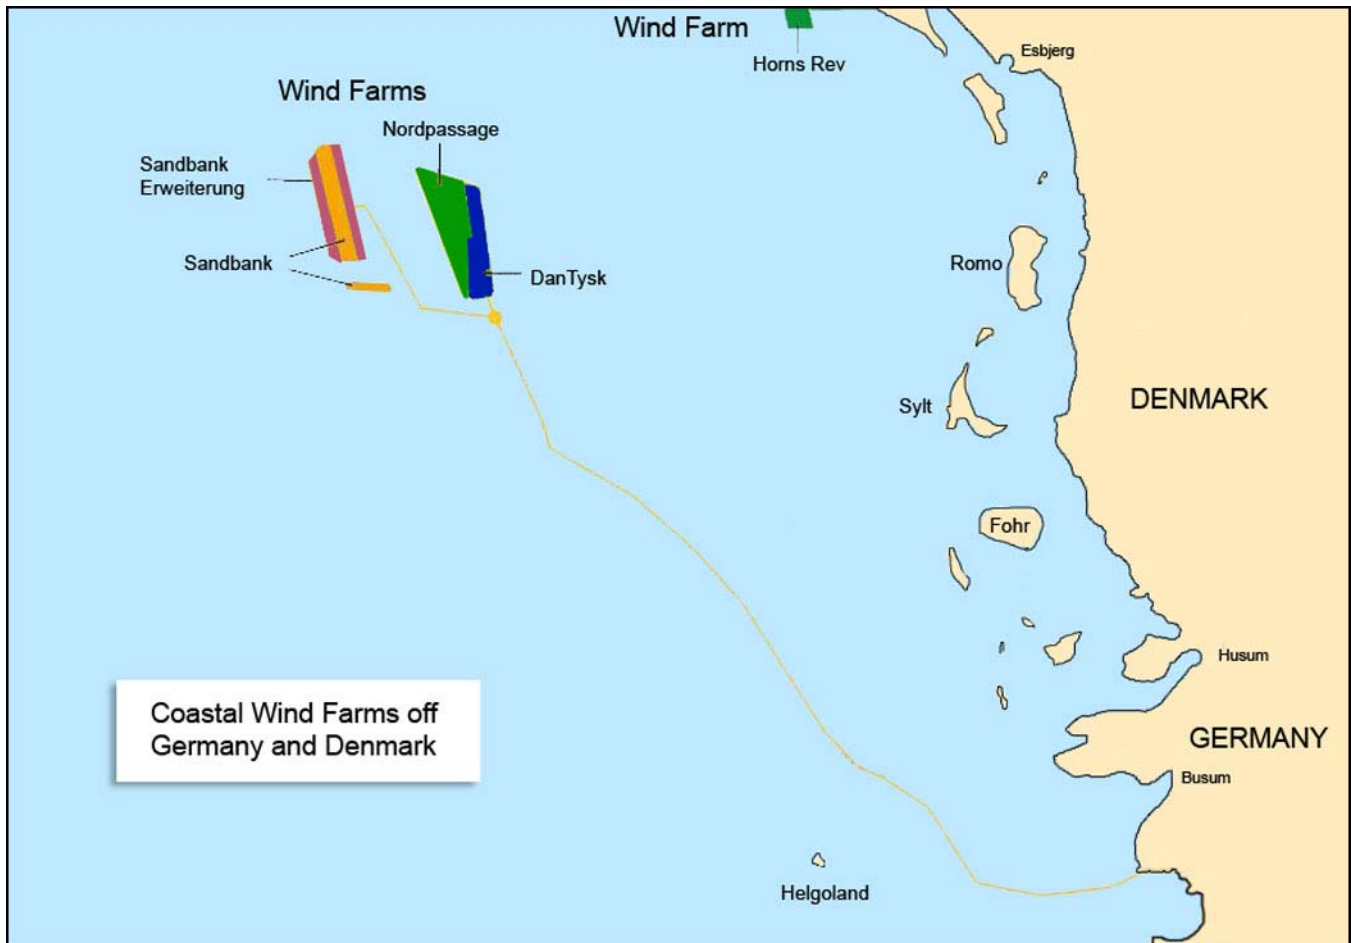 Wind Farm
Esbjerg
Horns Rev
Wind Farms
Nordpassage
Sandbank
Erweiterung
Sandbank
DanTysk
Romo
DENMARK
Sylt
Fohr
Husum
Coastal Wind Farms off
Germany and Denmark
GERMANY
Busum
Helgoland